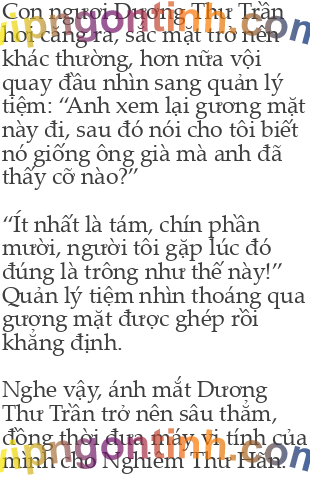 Con ngươi Dương Thư Trần
hơi căng ra, sắc mặt trở nên
khác thường, hơn nữa vội
quay đầu nhìn sang quản lý
tiệm: “Anh xem lại gương mặt
này đi, sau đó nói cho tôi biết
nó giống ông già mà anh đã
thấy cỡ nào?”
“Ít nhất là tám, chín phần
mười, người tôi gặp lúc đó
đúng là trông như thế này!”
Quản lý tiệm nhìn thoáng qua
gương mặt được ghép rồi
khẳng định.
Nghe vậy, ánh mắt Dương
Thư Trần trở nên sâu thẳm,
đồng thời đưa máy vi tính của
mình cho Nghiêm Thư Hân.
vipngontinh.com
vipngontinh.com